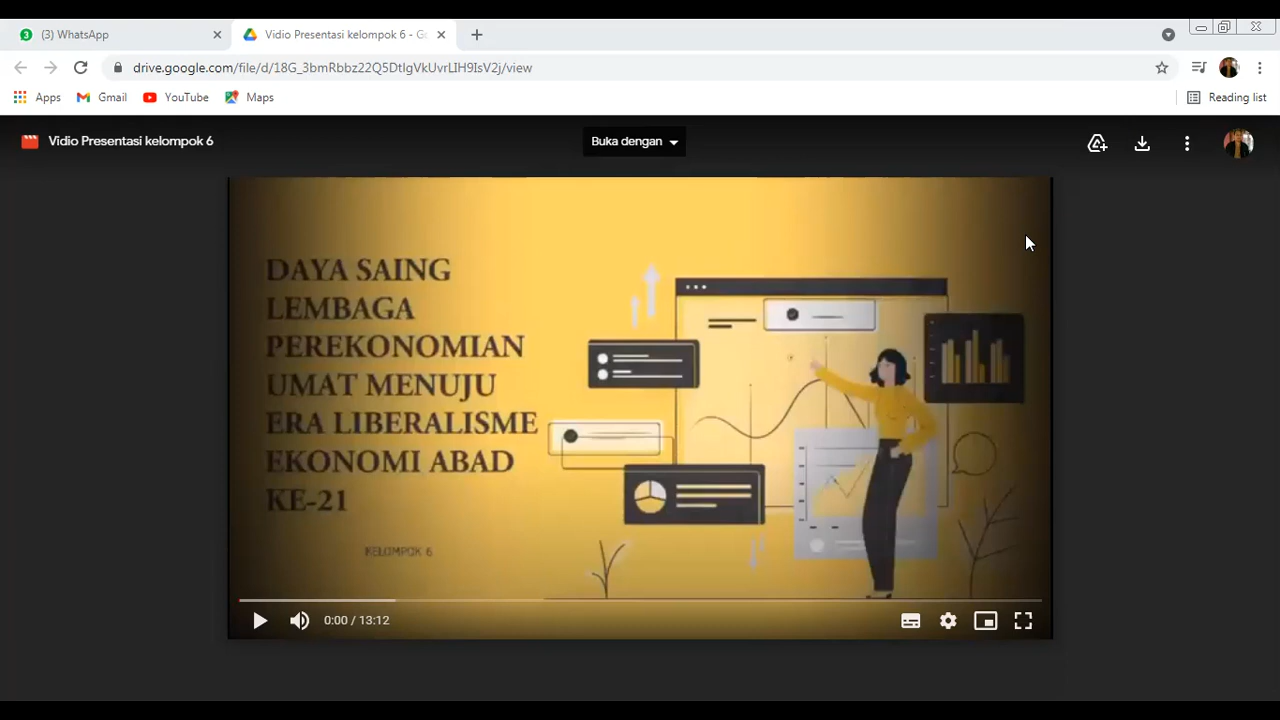 (3) WhatsApp
Vidio Presentasi kelompok 6 - Go
drive.google.com/file/d/18G_3bmRbbz22Q5DtIgVkUvrLIH9IsV2j/view
Apps Gmail YouTube Maps Reading list
Vidio Presentasi kelompok 6
Buka dengan
DAYA SAING
LEMBAGA
PEREKONOMIAN
UMAT MENUJU
ERA LIBERALISME
EKONOMI ABAD
KE-21
KELOMPOK 6
0:00 / 13:12